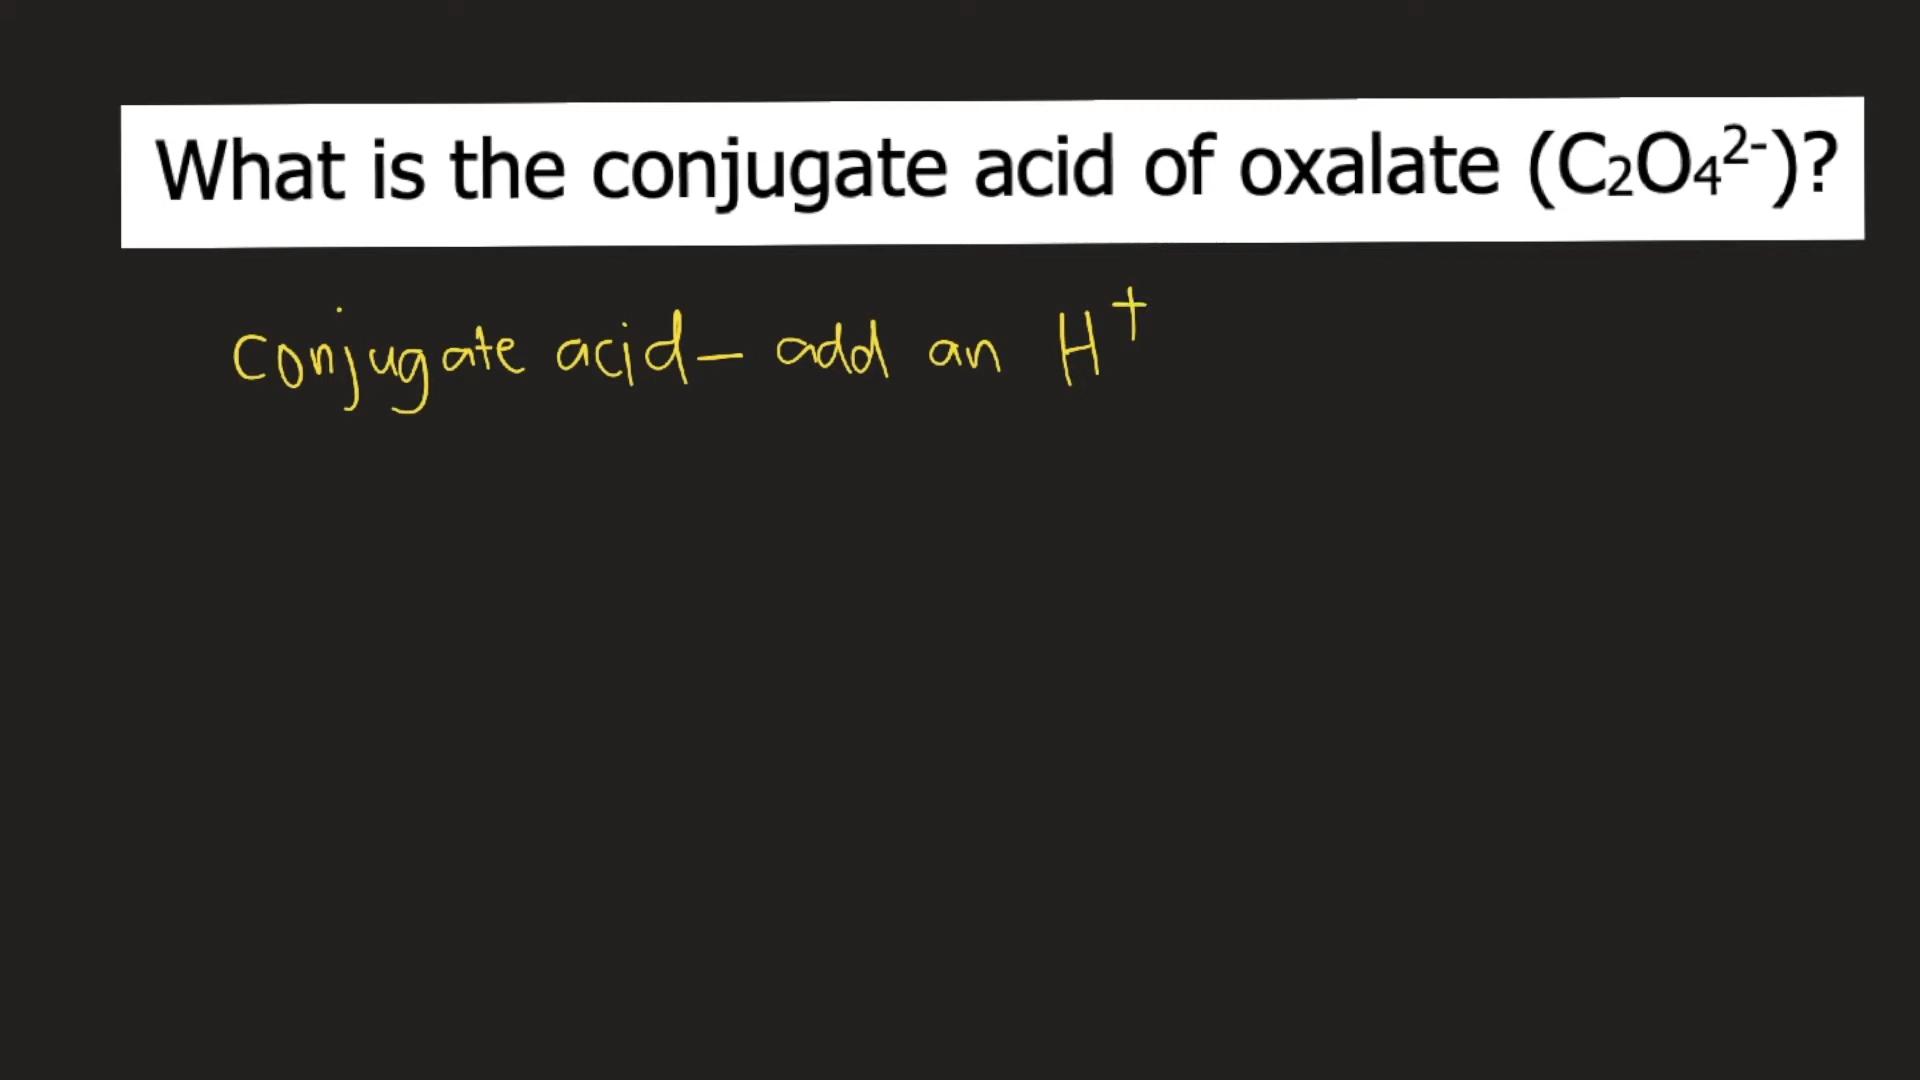 What is the conjugate acid of oxalate (C₂O₄²⁻)?
conjugate acid – add an H⁺